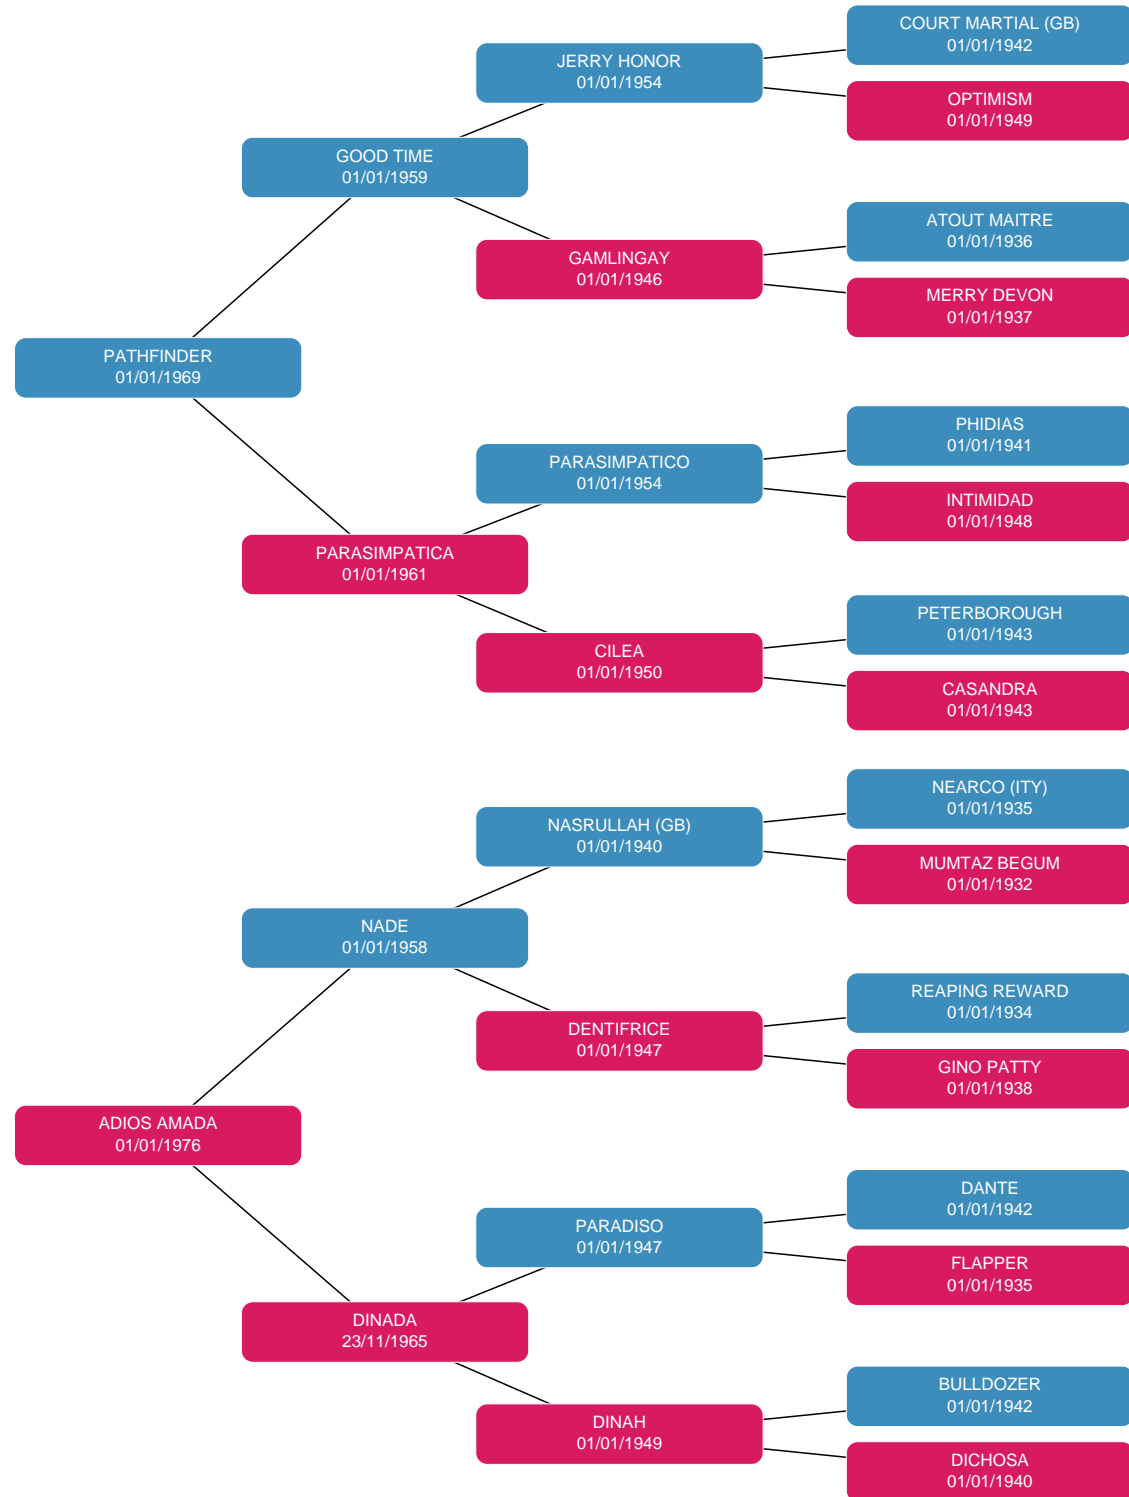 COURT MARTIAL (GB)
01/01/1942
JERRY HONOR
01/01/1954
OPTIMISM
01/01/1949
GOOD TIME
01/01/1959
ATOUT MAITRE
01/01/1936
GAMLINGAY
01/01/1946
MERRY DEVON
01/01/1937
PATHFINDER
01/01/1969
PHIDIAS
01/01/1941
PARASIMPATICO
01/01/1954
INTIMIDAD
01/01/1948
PARASIMPATICA
01/01/1961
PETERBOROUGH
01/01/1943
CILEA
01/01/1950
CASANDRA
01/01/1943
NEARCO (ITY)
01/01/1935
NASRULLAH (GB)
01/01/1940
MUMTAZ BEGUM
01/01/1932
NADE
01/01/1958
REAPING REWARD
01/01/1934
DENTIFRICE
01/01/1947
GINO PATTY
01/01/1938
ADIOS AMADA
01/01/1976
DANTE
01/01/1942
PARADISO
01/01/1947
FLAPPER
01/01/1935
DINADA
23/11/1965
BULLDOZER
01/01/1942
DINAH
01/01/1949
DICHOSA
01/01/1940